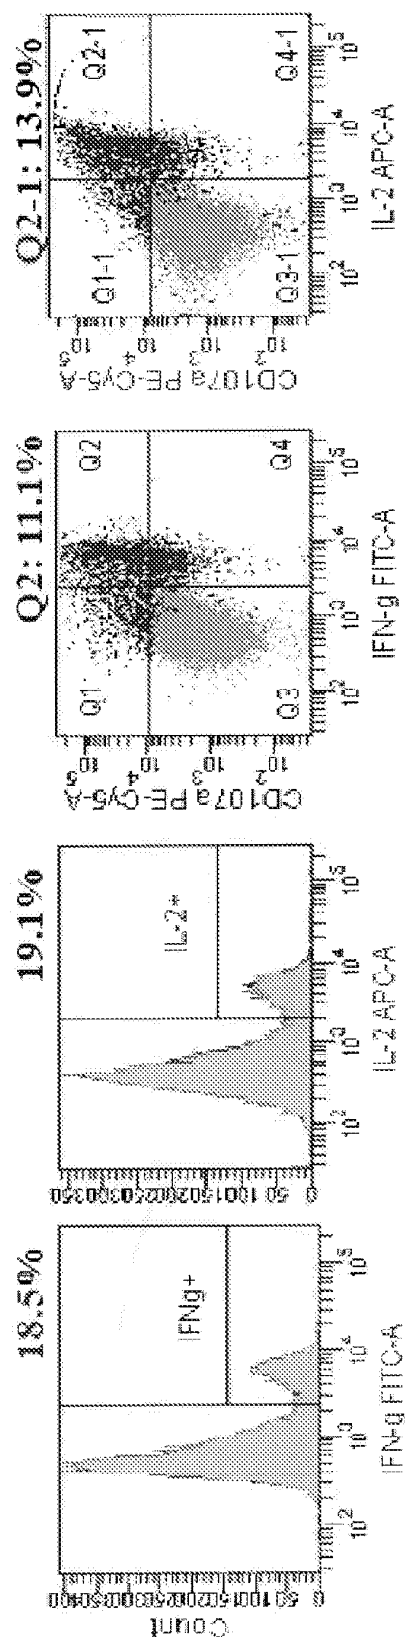 18.5%
IFNg+
Count
IFN-g FITC-A
19.1%
IL-2+
IL-2 APC-A
Q2: 11.1%
Q1
Q2
Q3
Q4
CD107a PE-Cy5-A
IFN-g FITC-A
Q2-1: 13.9%
Q1-1
Q2-1
Q3-1
Q4-1
CD107a PE-Cy5-A
IL-2 APC-A